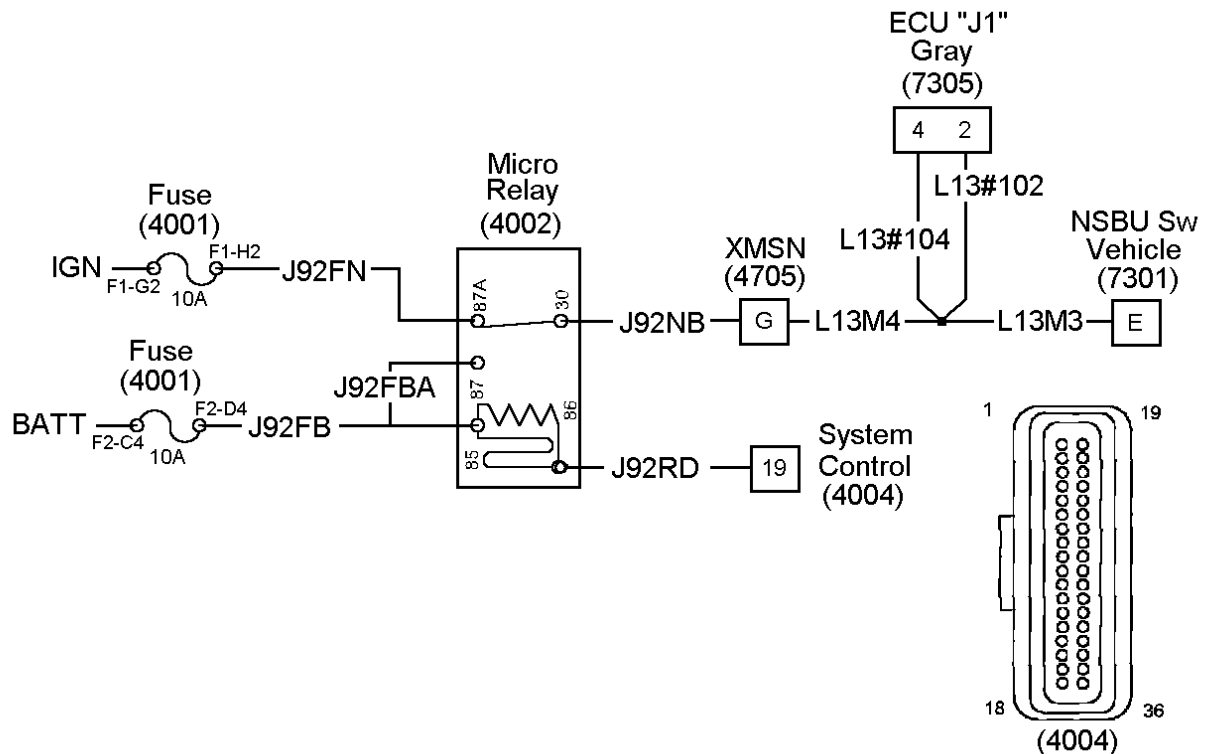 ECU "J1"
Gray
(7305)
4 2
L13#102
L13#104
Micro
Relay
(4002)
Fuse
(4001)
IGN
F1-G2
10A
F1-H2
J92FN
87A
30
J92NB
XMSN
(4705)
G
L13M4
L13M3
NSBU Sw
Vehicle
(7301)
E
Fuse
(4001)
BATT
F2-C4
10A
F2-D4
J92FB
J92FBA
87
86
85
J92RD
19
System
Control
(4004)
1 19
18 36
(4004)